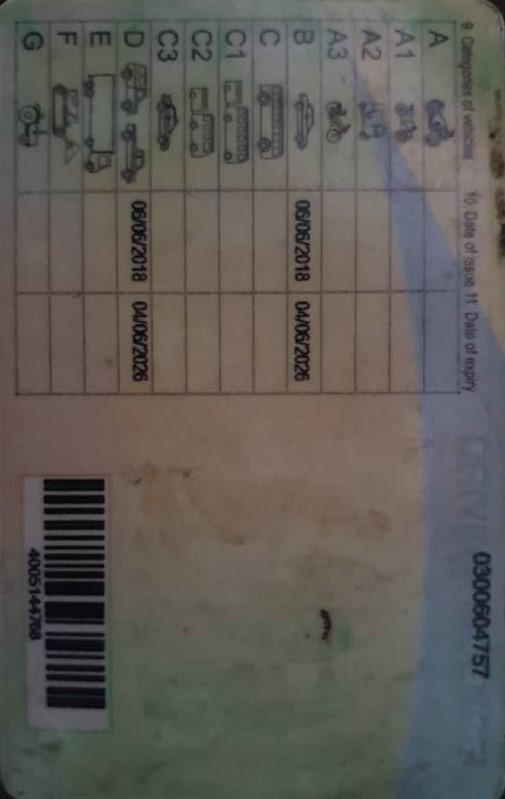 9 Categories of vehicles 10 Date of issue 11 Date of expiry
A
A1
A2
A3
B 06/06/2018 04/06/2026
C
C1
C2
C3
D 06/06/2018 04/06/2026
E
F
G
0300604757
4005144768